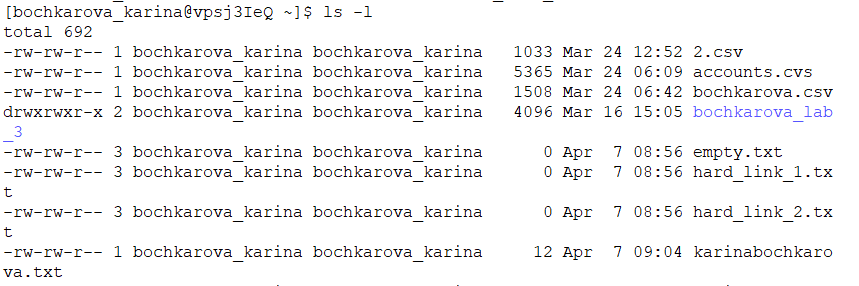 [bochkarova_karina@vpsj3IeQ ~]$ ls -l
total 692
-rw-rw-r-- 1 bochkarova_karina bochkarova_karina   1033 Mar 24 12:52 2.csv
-rw-rw-r-- 1 bochkarova_karina bochkarova_karina   5365 Mar 24 06:09 accounts.cvs
-rw-rw-r-- 1 bochkarova_karina bochkarova_karina   1508 Mar 24 06:42 bochkarova.csv
drwxrwxr-x 2 bochkarova_karina bochkarova_karina   4096 Mar 16 15:05 bochkarova_lab
_3
-rw-rw-r-- 3 bochkarova_karina bochkarova_karina      0 Apr  7 08:56 empty.txt
-rw-rw-r-- 3 bochkarova_karina bochkarova_karina      0 Apr  7 08:56 hard_link_1.tx
t
-rw-rw-r-- 3 bochkarova_karina bochkarova_karina      0 Apr  7 08:56 hard_link_2.tx
t
-rw-rw-r-- 1 bochkarova_karina bochkarova_karina     12 Apr  7 09:04 karinabochkaro
va.txt